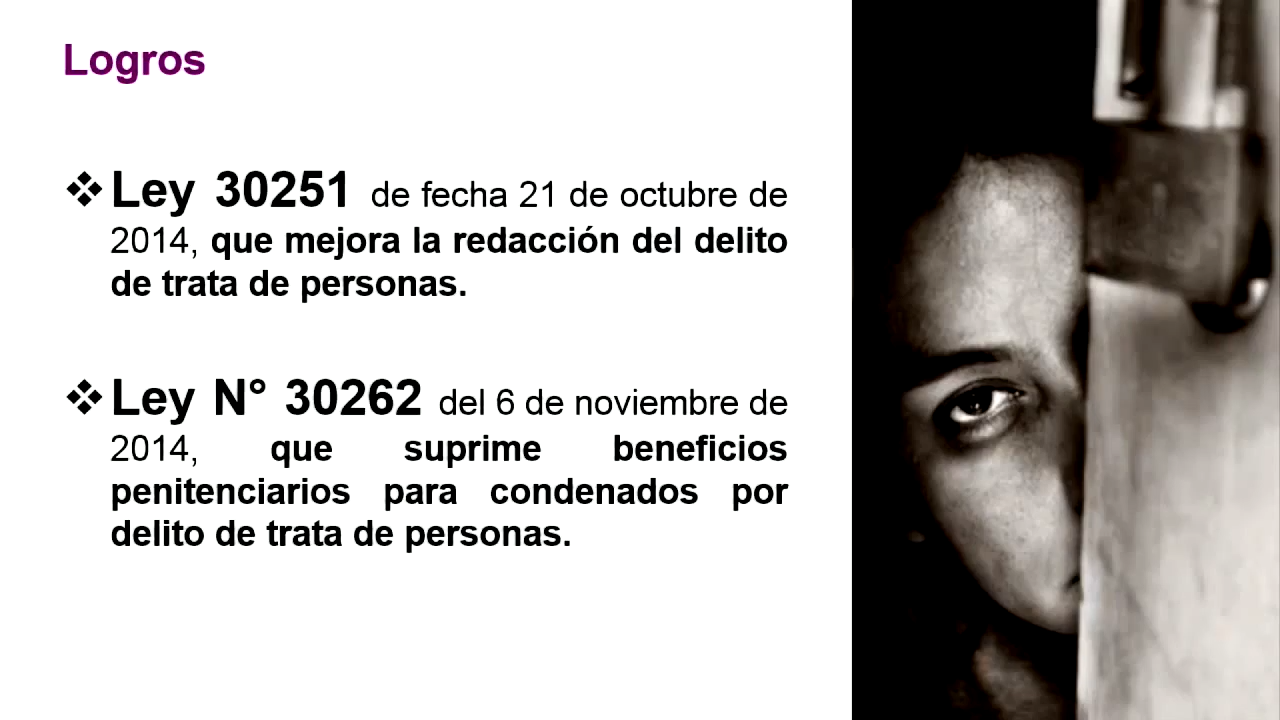 Logros
❖Ley 30251 de fecha 21 de octubre de
2014, que mejora la redacción del delito
de trata de personas.
❖Ley N° 30262 del 6 de noviembre de
2014, que suprime beneficios
penitenciarios para condenados por
delito de trata de personas.